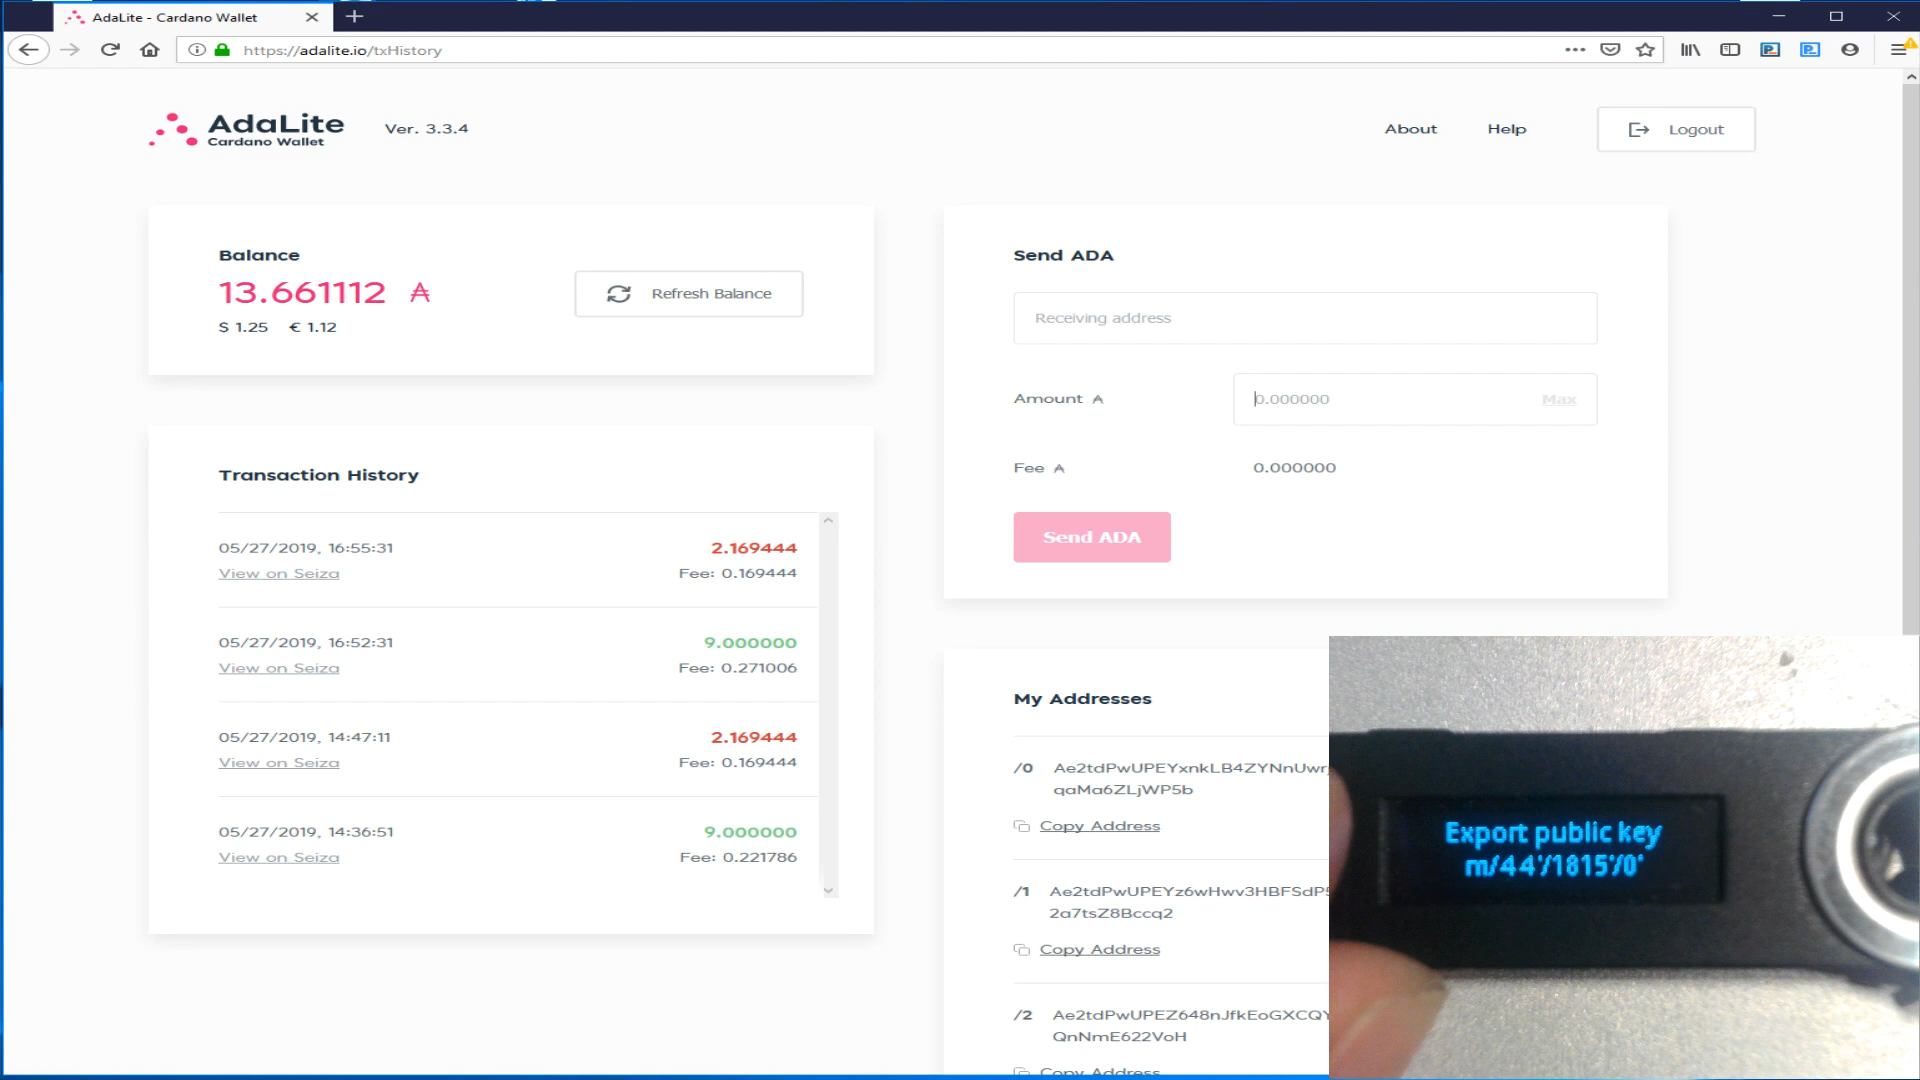 AdaLite - Cardano Wallet
https://adalite.io/txHistory
AdaLite
Cardano Wallet
Ver. 3.3.4
About
Help
Logout
Balance
13.661112 ₳
$ 1.25 € 1.12
Refresh Balance
Send ADA
Receiving address
Amount ₳
0.000000
Max
Fee ₳
0.000000
Send ADA
Transaction History
05/27/2019, 16:55:31
2.169444
View on Seiza
Fee: 0.169444
05/27/2019, 16:52:31
9.000000
View on Seiza
Fee: 0.271006
05/27/2019, 14:47:11
2.169444
View on Seiza
Fee: 0.169444
05/27/2019, 14:36:51
9.000000
View on Seiza
Fee: 0.221786
My Addresses
/0 Ae2tdPwUPEYxnkLB4ZYNnUwr
qaMa6ZLjWP5b
Copy Address
/1 Ae2tdPwUPEYz6wHwv3HBFSdP5
2a7tsZ8Bccq2
Copy Address
/2 Ae2tdPwUPEZ648nJfkEoGXCQY
QnNmE622VoH
Copy Address
Export public key
m/44'/1815'/0'